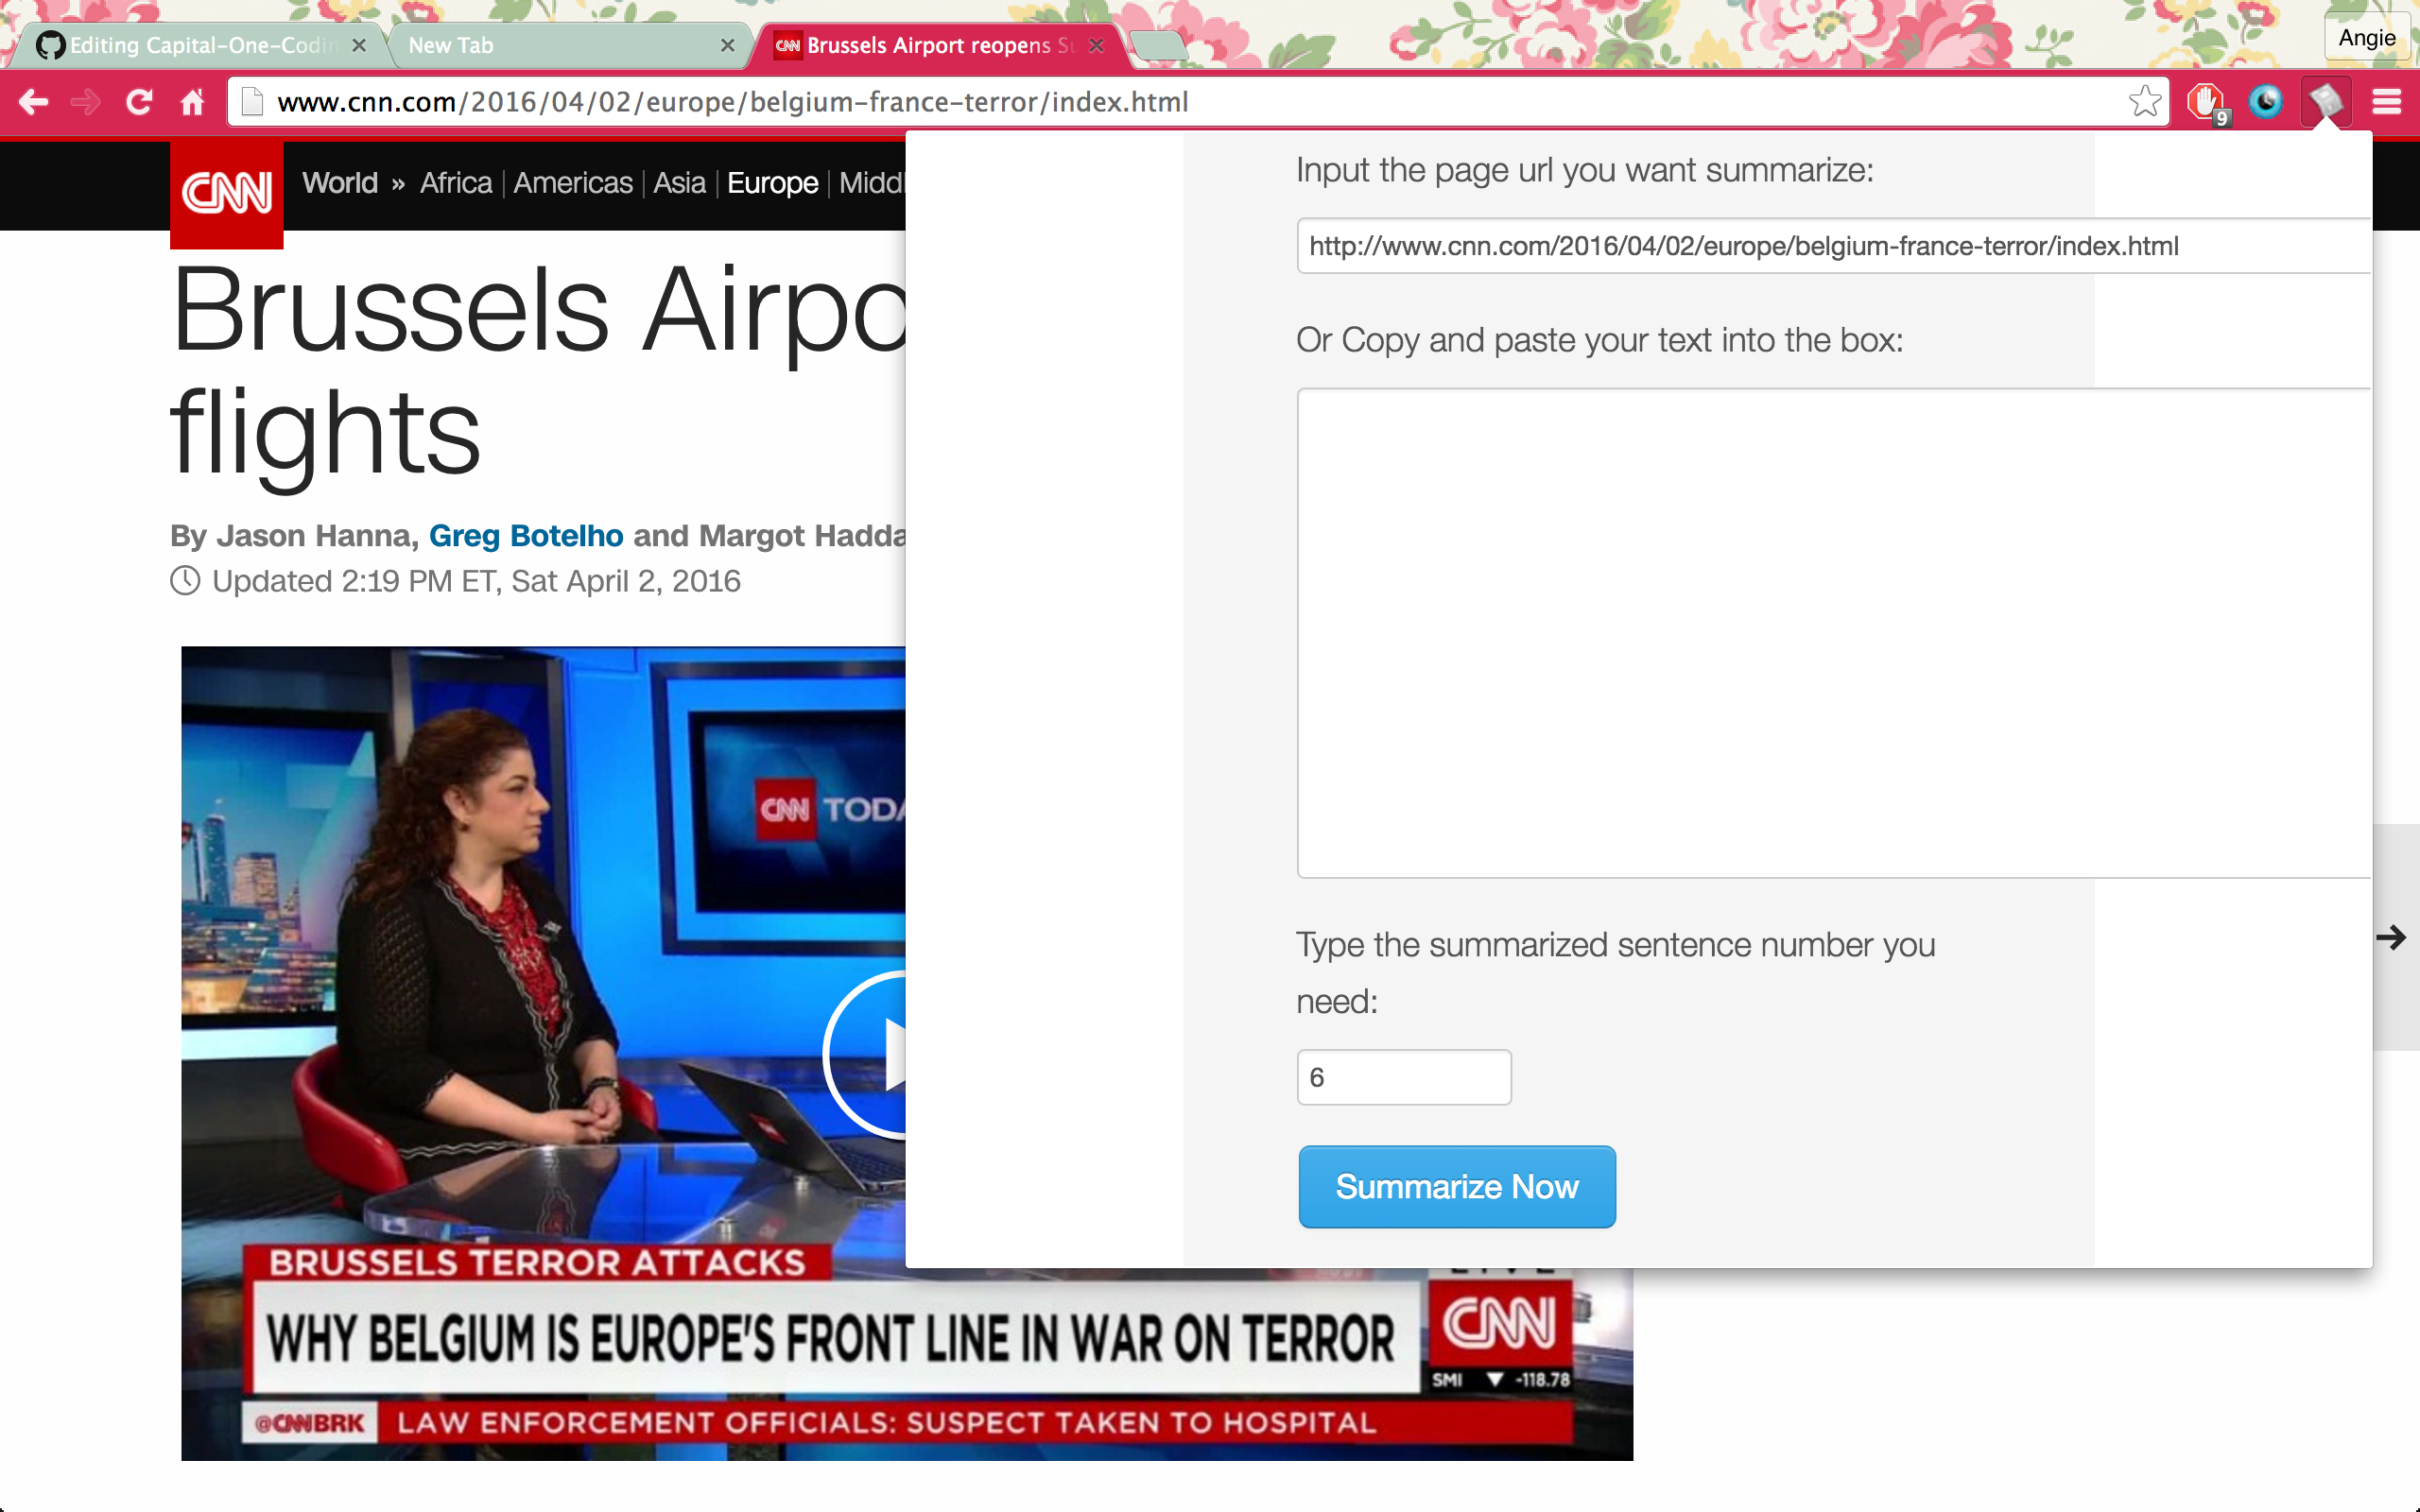 Editing Capital-One-Codin
New Tab
CNN Brussels Airport reopens Su
Angie
www.cnn.com/2016/04/02/europe/belgium-france-terror/index.html
9
CNN
World » Africa | Americas | Asia | Europe | Middl
Brussels Airpo
flights
By Jason Hanna, Greg Botelho and Margot Hadda
Updated 2:19 PM ET, Sat April 2, 2016
CNN TODA
BRUSSELS TERROR ATTACKS
WHY BELGIUM IS EUROPE'S FRONT LINE IN WAR ON TERROR
CNN
SMI ▼ -118.78
@CNNBRK LAW ENFORCEMENT OFFICIALS: SUSPECT TAKEN TO HOSPITAL
Input the page url you want summarize:
http://www.cnn.com/2016/04/02/europe/belgium-france-terror/index.html
Or Copy and paste your text into the box:
Type the summarized sentence number you
need:
6
Summarize Now